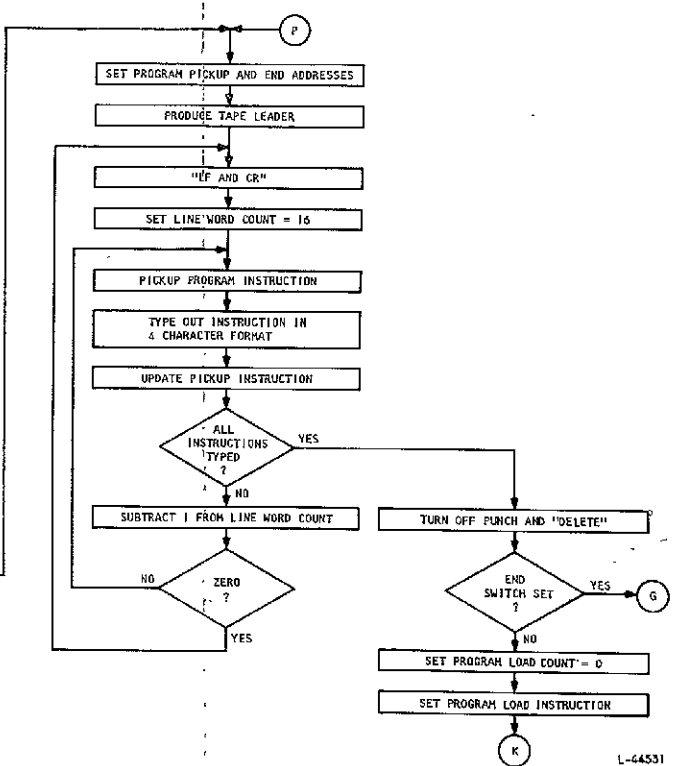 P
SET PROGRAM PICKUP AND END ADDRESSES
PRODUCE TAPE LEADER
"LF AND CR"
SET LINE WORD COUNT = 16
PICKUP PROGRAM INSTRUCTION
TYPE OUT INSTRUCTION IN
4 CHARACTER FORMAT
UPDATE PICKUP INSTRUCTION
ALL
INSTRUCTIONS
TYPED
?
YES
NO
SUBTRACT 1 FROM LINE WORD COUNT
TURN OFF PUNCH AND "DELETE"
NO
ZERO
?
YES
END
SWITCH SET
?
YES
G
NO
SET PROGRAM LOAD COUNT = 0
SET PROGRAM LOAD INSTRUCTION
K
L-44531